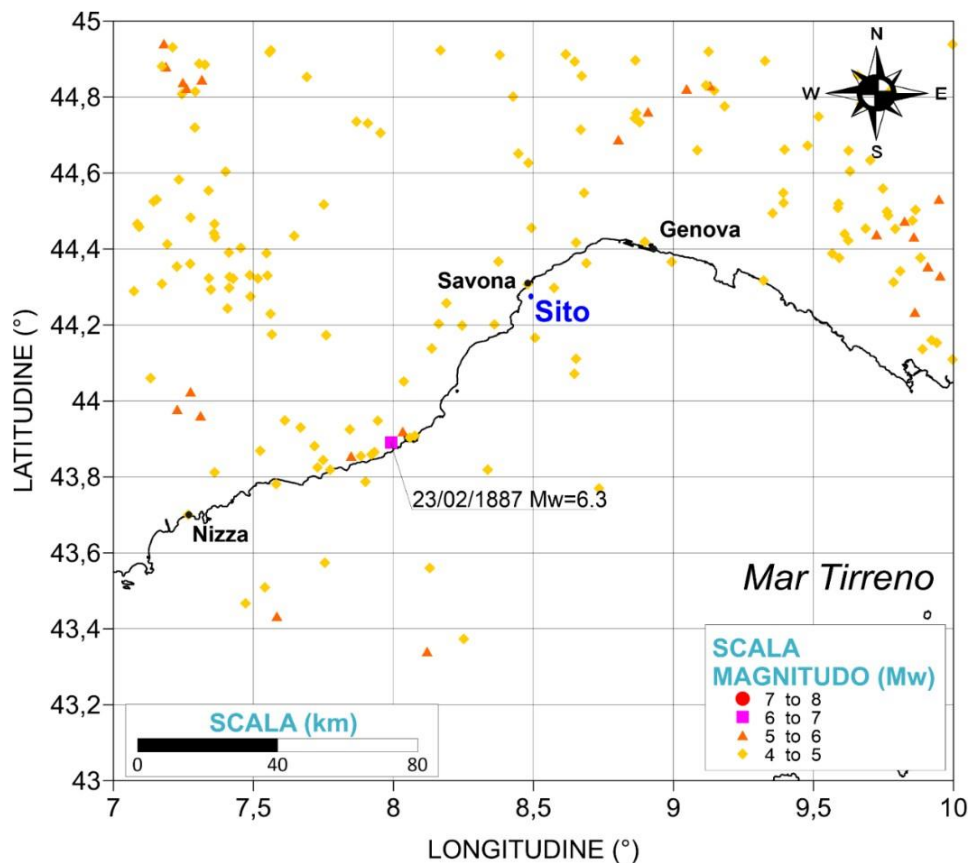 45
44,8
44,6
44,4
44,2
44
43,8
43,6
43,4
43,2
43
LATITUDINE (°)
N
W E
S
Genova
Savona
Sito
23/02/1887 Mw=6.3
Nizza
Mar Tirreno
SCALA
MAGNITUDO (Mw)
7 to 8
6 to 7
5 to 6
4 to 5
SCALA (km)
0 40 80
7 7,5 8 8,5 9 9,5 10
LONGITUDINE (°)